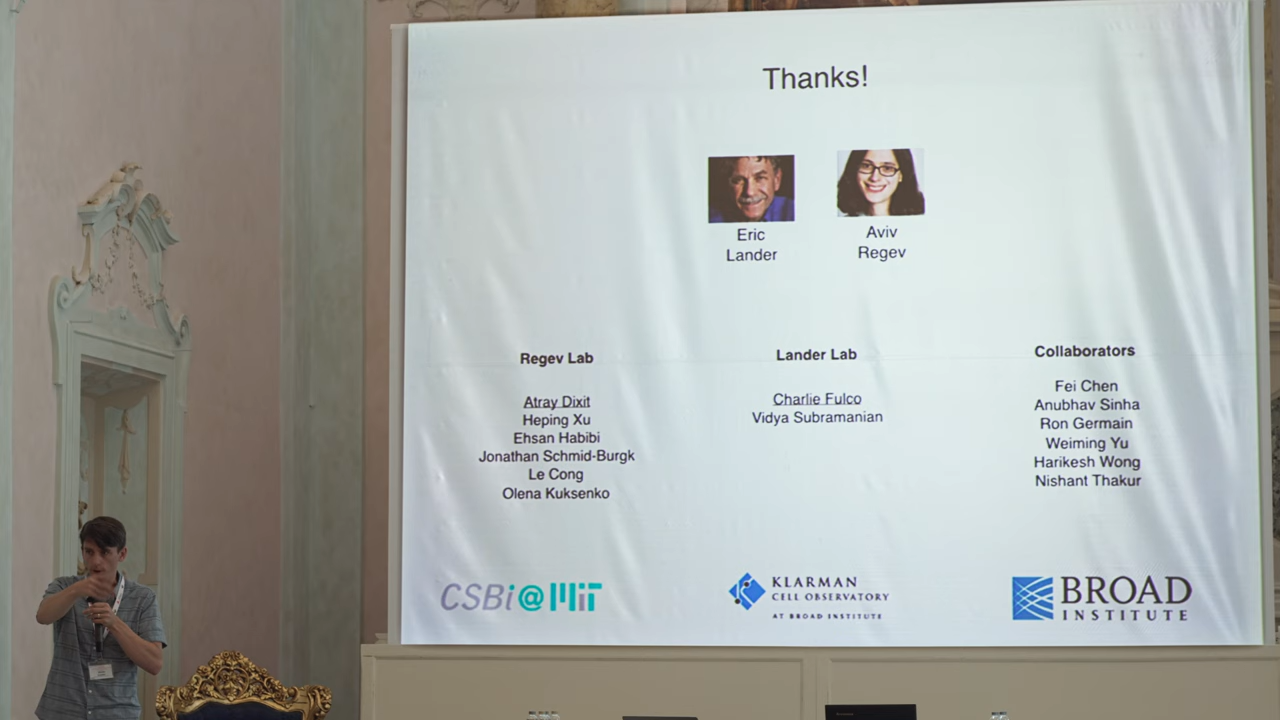 Thanks!
Eric
Lander
Aviv
Regev
Regev Lab
Atray Dixit
Heping Xu
Ehsan Habibi
Jonathan Schmid-Burgk
Le Cong
Olena Kuksenko
Lander Lab
Charlie Fulco
Vidya Subramanian
Collaborators
Fei Chen
Anubhav Sinha
Ron Germain
Weiming Yu
Harikesh Wong
Nishant Thakur
CSBi@MIT
KLARMAN
CELL OBSERVATORY
AT BROAD INSTITUTE
BROAD
INSTITUTE